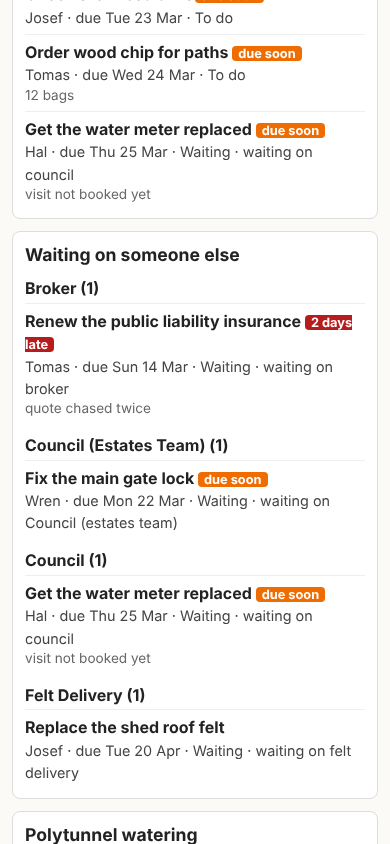 Josef · due Tue 23 Mar · To do
Order wood chip for paths due soon
Tomas · due Wed 24 Mar · To do
12 bags
Get the water meter replaced due soon
Hal · due Thu 25 Mar · Waiting · waiting on
council
visit not booked yet
Waiting on someone else
Broker (1)
Renew the public liability insurance 2 days
late
Tomas · due Sun 14 Mar · Waiting · waiting on
broker
quote chased twice
Council (Estates Team) (1)
Fix the main gate lock due soon
Wren · due Mon 22 Mar · Waiting · waiting on
Council (estates team)
Council (1)
Get the water meter replaced due soon
Hal · due Thu 25 Mar · Waiting · waiting on
council
visit not booked yet
Felt Delivery (1)
Replace the shed roof felt
Josef · due Tue 20 Apr · Waiting · waiting on felt
delivery
Polytunnel watering